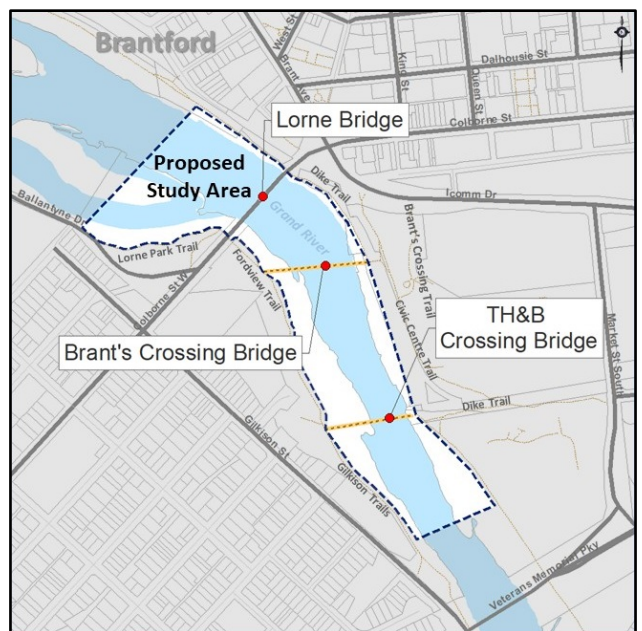 Brantford
West St
Brant Ave
King St
Queen St
Dalhousie St
Colborne St
Lorne Bridge
Proposed
Study Area
Dike Trail
Icomm Dr
Ballantyne Dr
Grand River
Lorne Park Trail
Brant's Crossing Trail
Colborne St W
Fordview Trail
Civic Centre Trail
TH&B
Crossing Bridge
Market St South
Brant's Crossing Bridge
Dike Trail
Gilkison St
Gilkison Trails
Veterans Memorial Pky